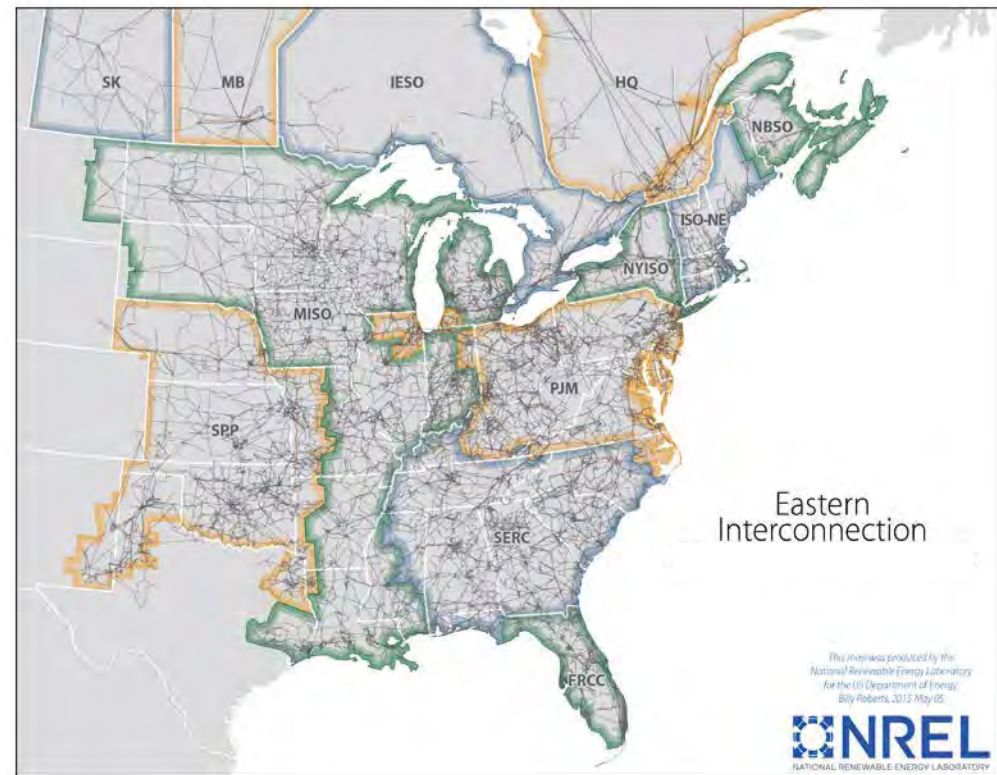 SK
MB
IESO
HQ
NBSO
ISO-NE
NYISO
MISO
PJM
SPP
SERC
Eastern
Interconnection
FRCC
This map was produced by the
National Renewable Energy Laboratory
for the US Department of Energy
Billy Roberts, 2015 May 05
NREL
NATIONAL RENEWABLE ENERGY LABORATORY